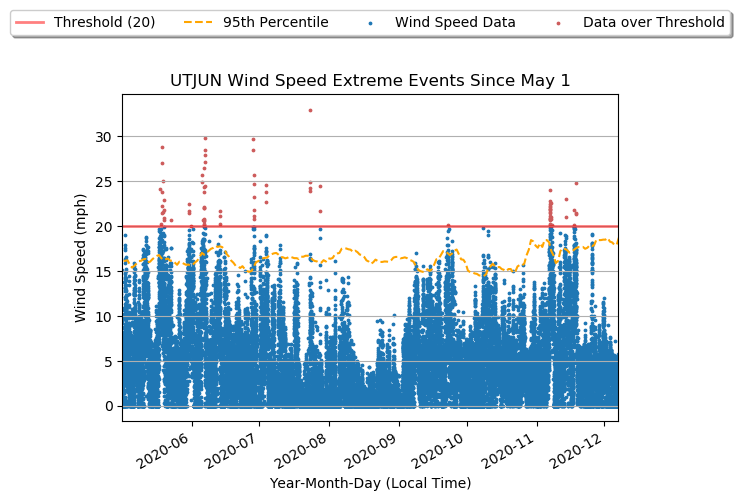 Threshold (20) 95th Percentile Wind Speed Data Data over Threshold
UTJUN Wind Speed Extreme Events Since May 1
Wind Speed (mph)
30
25
20
15
10
5
0
2020-06 2020-07 2020-08 2020-09 2020-10 2020-11 2020-12
Year-Month-Day (Local Time)